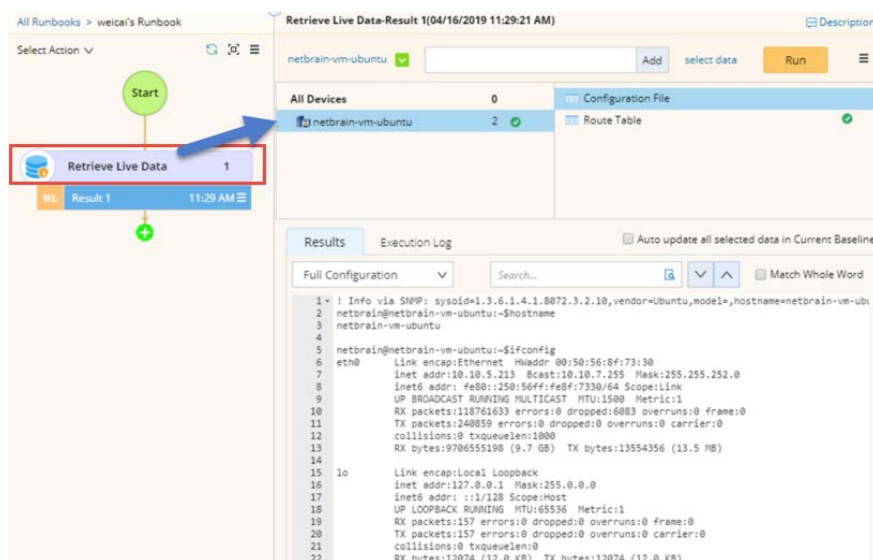 All Runbooks > weicai's Runbook
Select Action
Start
Retrieve Live Data 1
WL Result 1 11:29 AM
Retrieve Live Data-Result 1(04/16/2019 11:29:21 AM)
Description
netbrain-vm-ubuntu Add select data Run
All Devices 0
netbrain-vm-ubuntu 2
Configuration File
Route Table
Results Execution Log
Auto update all selected data in Current Baseline
Full Configuration Search... Match Whole Word
1 ! Info via SNMP: sysoid=1.3.6.1.4.1.8072.3.2.10,vendor=Ubuntu,model=,hostname=netbrain-vm-ubu
2 netbrain@netbrain-vm-ubuntu:~$hostname
3 netbrain-vm-ubuntu
4
5 netbrain@netbrain-vm-ubuntu:~$ifconfig
6 eth0 Link encap:Ethernet HWaddr 00:50:56:8f:73:30
7 inet addr:10.10.5.213 Bcast:10.10.7.255 Mask:255.255.252.0
8 inet6 addr: fe80::250:56ff:fe8f:7330/64 Scope:Link
9 UP BROADCAST RUNNING MULTICAST MTU:1500 Metric:1
10 RX packets:118761633 errors:0 dropped:6083 overruns:0 frame:0
11 TX packets:240859 errors:0 dropped:0 overruns:0 carrier:0
12 collisions:0 txqueuelen:1000
13 RX bytes:9706555198 (9.7 GB) TX bytes:13554356 (13.5 MB)
14
15 lo Link encap:Local Loopback
16 inet addr:127.0.0.1 Mask:255.0.0.0
17 inet6 addr: ::1/128 Scope:Host
18 UP LOOPBACK RUNNING MTU:65536 Metric:1
19 RX packets:157 errors:0 dropped:0 overruns:0 frame:0
20 TX packets:157 errors:0 dropped:0 overruns:0 carrier:0
21 collisions:0 txqueuelen:0
22 RX bytes:12074 (12.0 KB) TX bytes:12074 (12.0 KB)